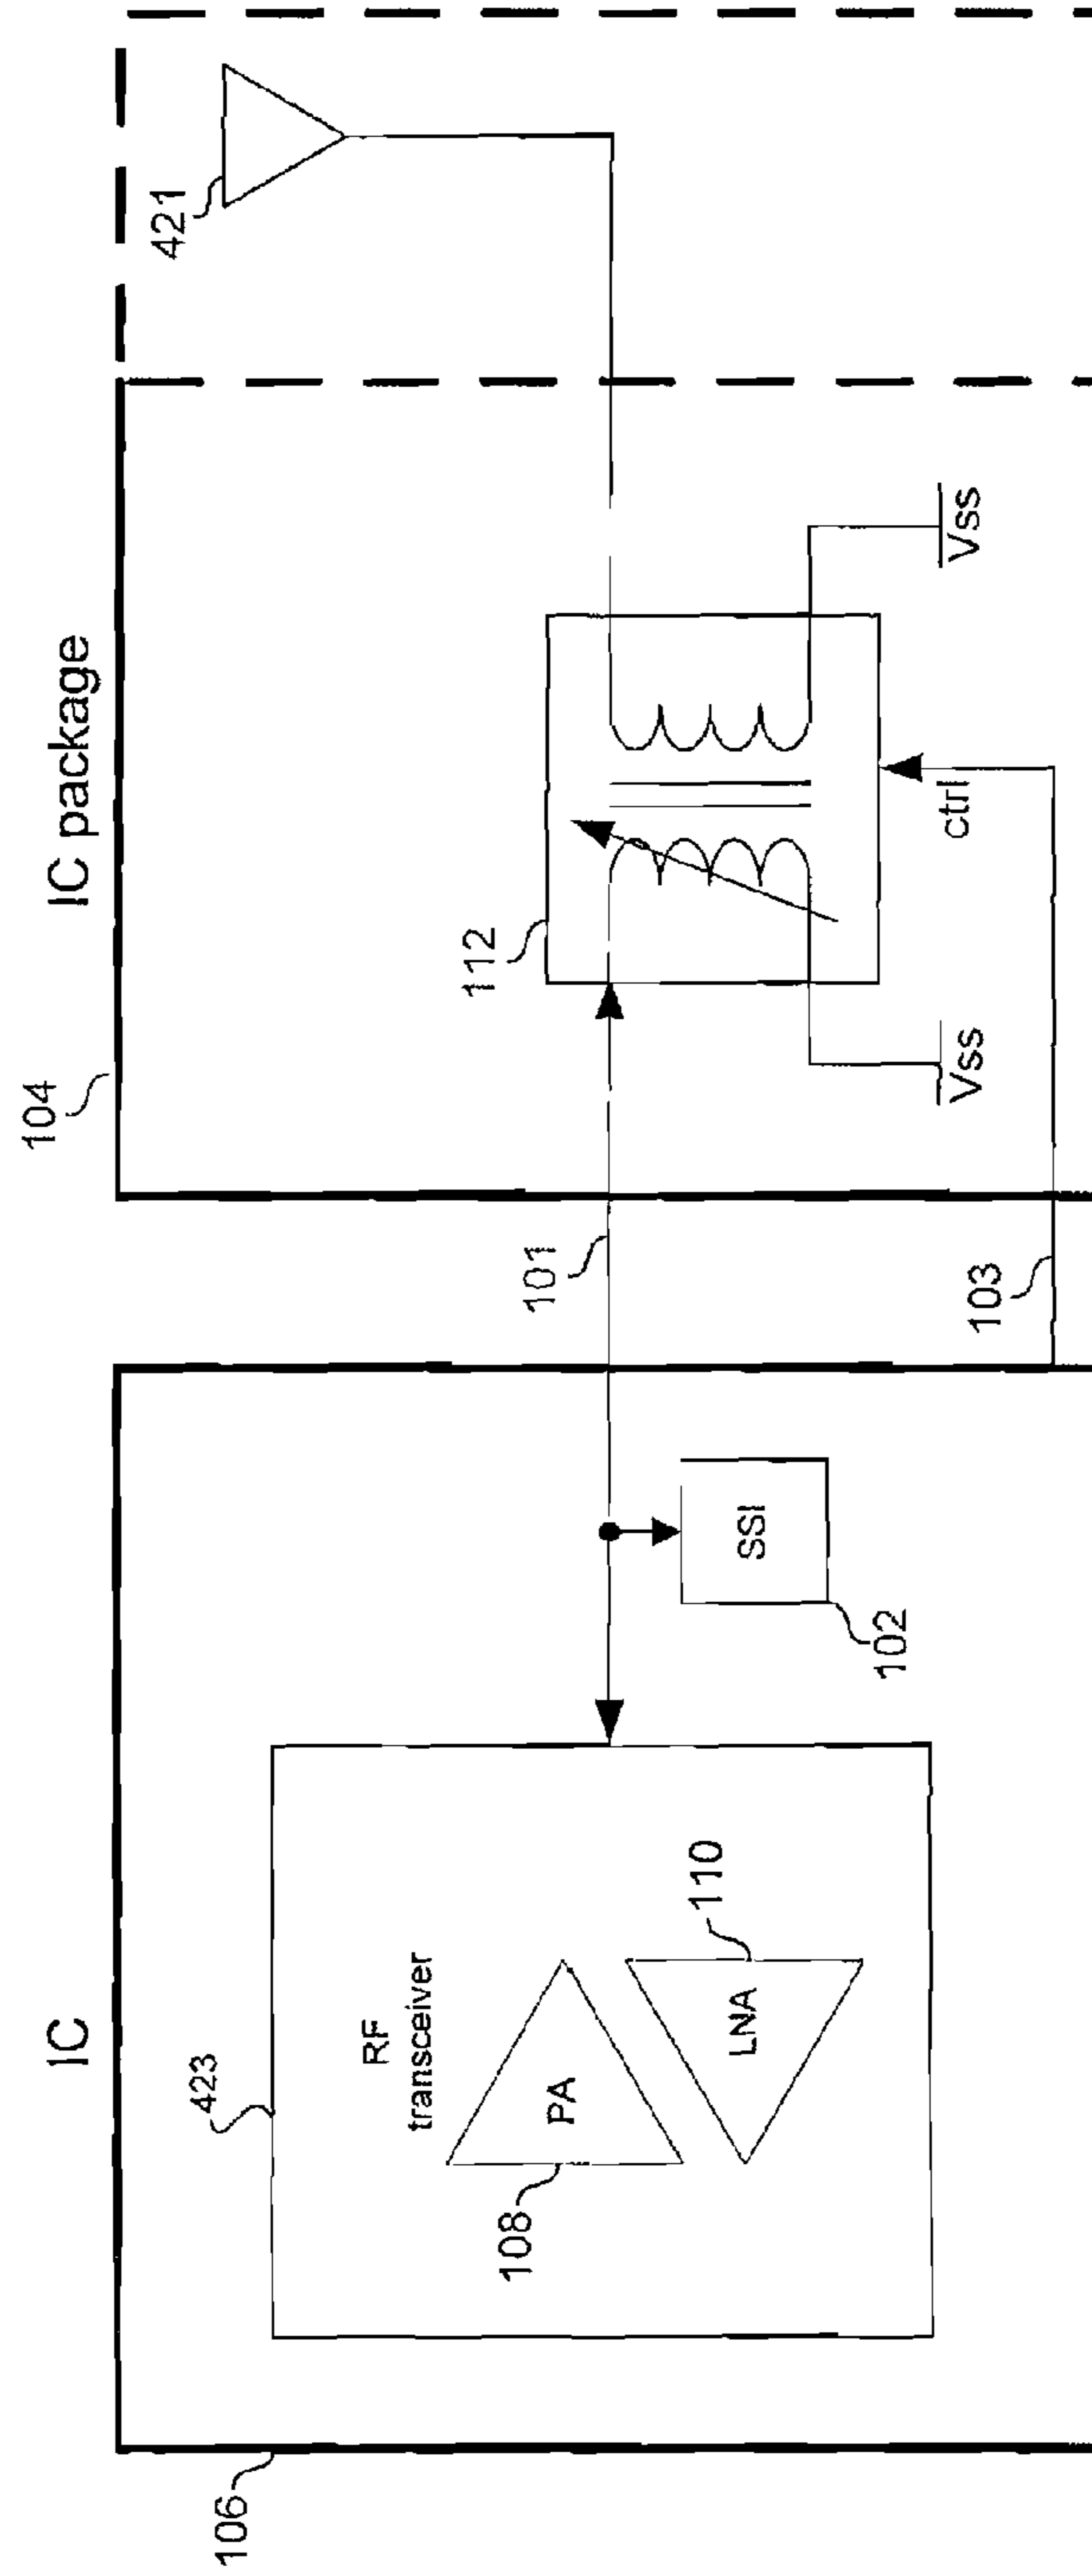 IC
IC package
106
423
RF
transceiver
PA
108
LNA
110
SSI
102
101
103
104
112
ctrl
Vss
Vss
421